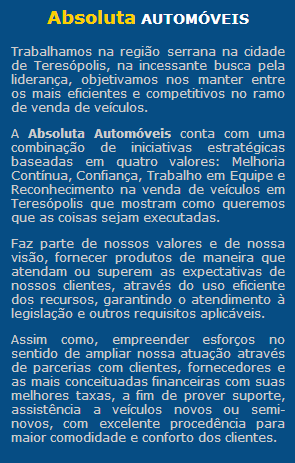 Absoluta AUTOMÓVEIS
Trabalhamos na região serrana na cidade
de Teresópolis, na incessante busca pela
liderança, objetivamos nos manter entre
os mais eficientes e competitivos no ramo
de venda de veículos.
A Absoluta Automóveis conta com uma
combinação de iniciativas estratégicas
baseadas em quatro valores: Melhoria
Contínua, Confiança, Trabalho em Equipe e
Reconhecimento na venda de veículos em
Teresópolis que mostram como queremos
que as coisas sejam executadas.
Faz parte de nossos valores e de nossa
visão, fornecer produtos de maneira que
atendam ou superem as expectativas de
nossos clientes, através do uso eficiente
dos recursos, garantindo o atendimento à
legislação e outros requisitos aplicáveis.
Assim como, empreender esforços no
sentido de ampliar nossa atuação através
de parcerias com clientes, fornecedores e
as mais conceituadas financeiras com suas
melhores taxas, a fim de prover suporte,
assistência a veículos novos ou semi-
novos, com excelente procedência para
maior comodidade e conforto dos clientes.